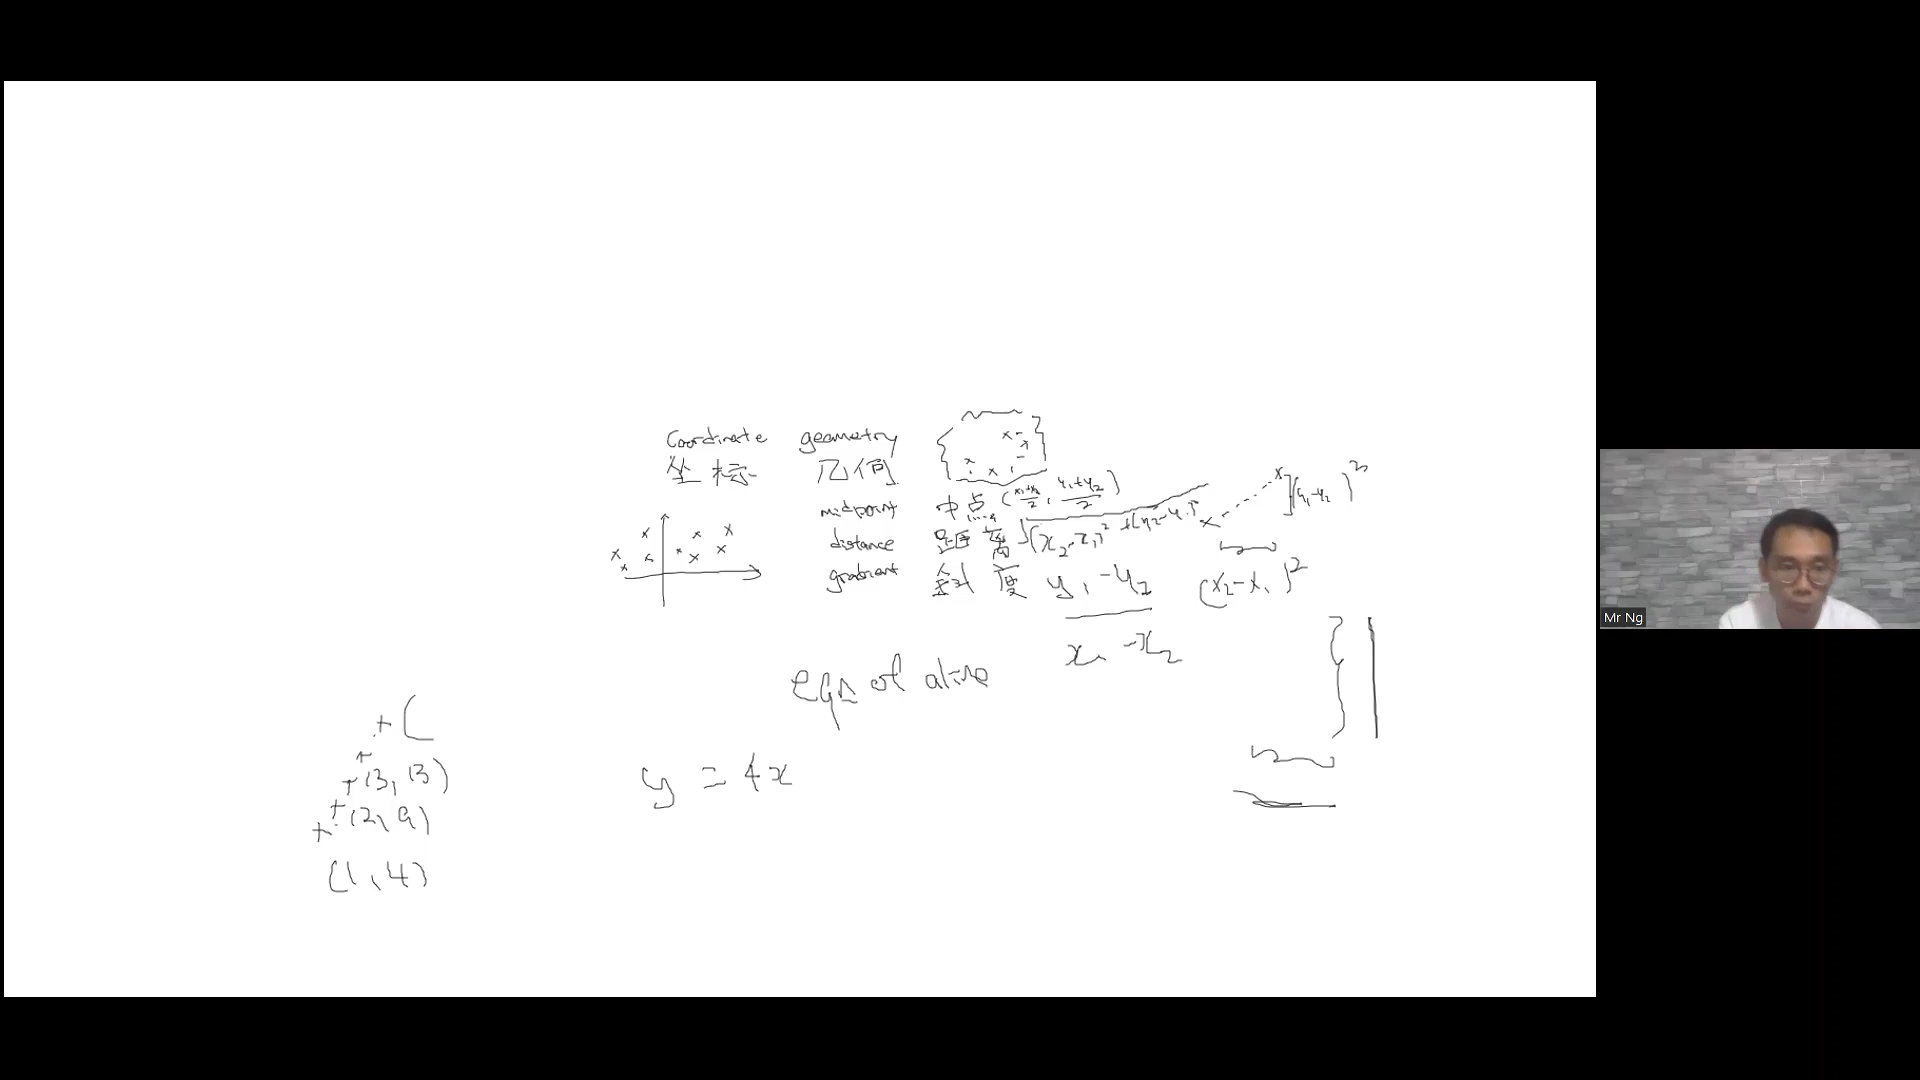 Coordinate geometry
坐标 几何
midpoint 中点 (x₁+x₂/2, y₁+y₂/2)
distance 距离 √(x₂-x₁)²+(y₂-y₁)² (y₁-y₂)²
gradient 斜度 y₁-y₂/x₁-x₂ (x₂-x₁)²
eqn of a line
+(
+(3, 13)
+(2, 9)
(1, 4)
y = 4x
Mr Ng